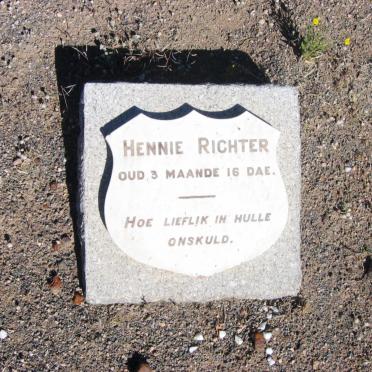 HENNIE RICHTER
OUD 3 MAANDE 16 DAE.
HOE LIEFLIK IN HULLE
ONSKULD.